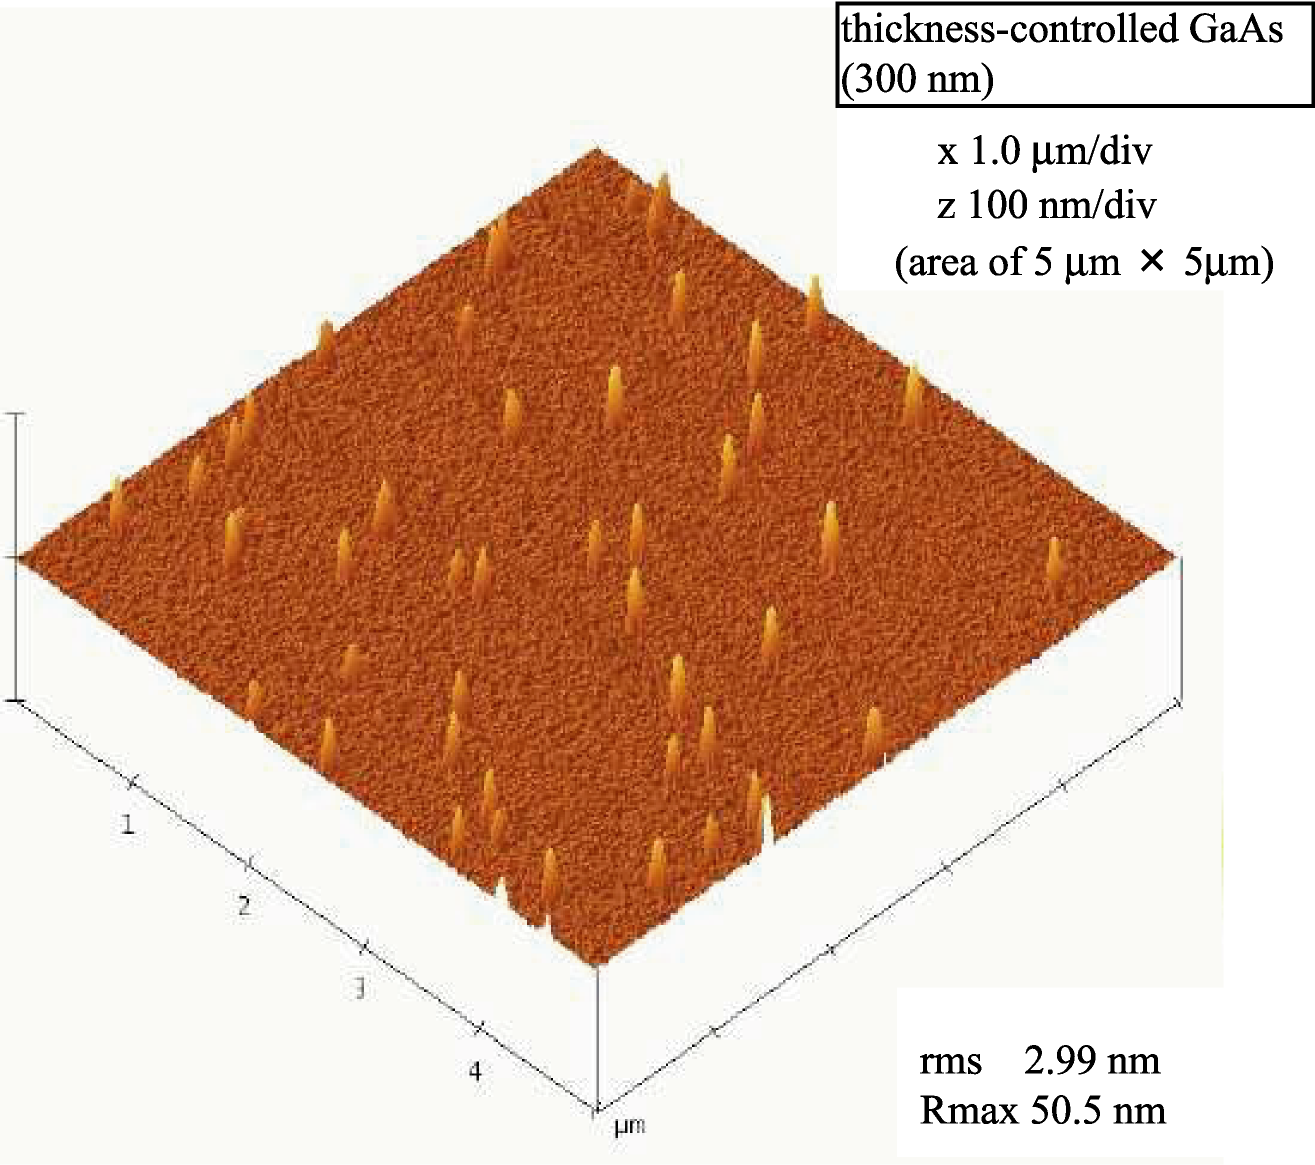 thickness-controlled GaAs
(300 nm)
x 1.0 μm/div
z 100 nm/div
(area of 5 μm × 5μm)
1
2
3
4
μm
rms 2.99 nm
Rmax 50.5 nm